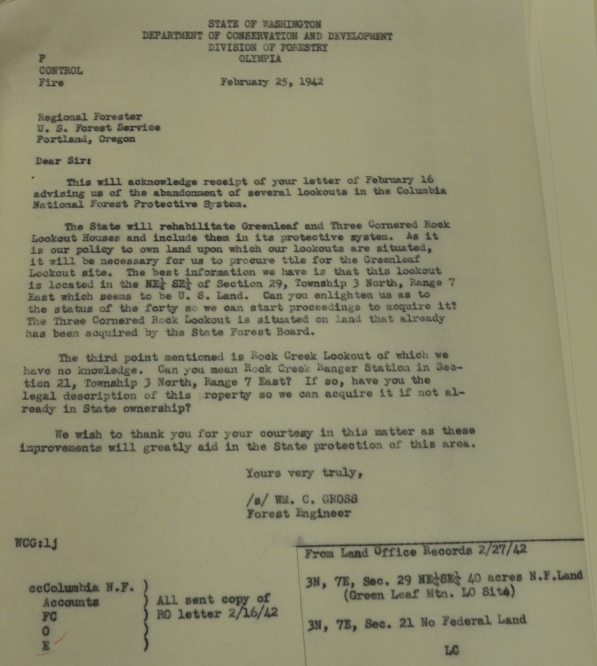 STATE OF WASHINGTON
DEPARTMENT OF CONSERVATION AND DEVELOPMENT
DIVISION OF FORESTRY
P OLYMPIA
CONTROL
Fire February 25, 1942
Regional Forester
U. S. Forest Service
Portland, Oregon
Dear Sir:
This will acknowledge receipt of your letter of February 16
advising us of the abandonment of several lookouts in the Columbia
National Forest Protective System.
The State will rehabilitate Greenleaf and Three Cornered Rock
Lookout Houses and include them in its protective system. As it
is our policy to own land upon which our lookouts are situated,
it will be necessary for us to procure ttle for the Greenleaf
Lookout site. The best information we have is that this lookout
is located in the NE¼ SE¼ of Section 29, Township 3 North, Range 7
East which seems to be U. S. Land. Can you enlighten us as to
the status of the forty so we can start proceedings to acquire it?
The Three Cornered Rock Lookout is situated on land that already
has been acquired by the State Forest Board.
The third point mentioned is Rock Creek Lookout of which we
have no knowledge. Can you mean Rock Creek Ranger Station in Sec-
tion 21, Township 3 North, Range 7 East? If so, have you the
legal description of this roperty so we can acquire it if not al-
ready in State ownership?
We wish to thank you for your courtesy in this matter as these
improvements will greatly aid in the State protection of this area.
Yours very truly,
/s/ WM. C. GROSS
Forest Engineer
WCG:lj
ccColumbia N.F. )
Accounts ) All sent copy of
FC ) RO letter 2/16/42
O )
E )
From Land Office Records 2/27/42
3N, 7E, Sec. 29 NE¼SE¼ 40 acres N.F.Land
(Green Leaf Mtn. LO Site)
3N, 7E, Sec. 21 No Federal Land
LC